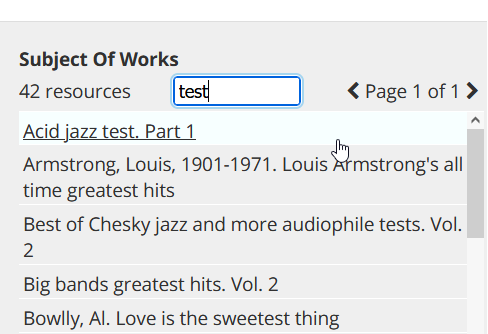 Subject Of Works
42 resources test Page 1 of 1
Acid jazz test. Part 1
Armstrong, Louis, 1901-1971. Louis Armstrong's all
time greatest hits
Best of Chesky jazz and more audiophile tests. Vol.
2
Big bands greatest hits. Vol. 2
Bowlly, Al. Love is the sweetest thing